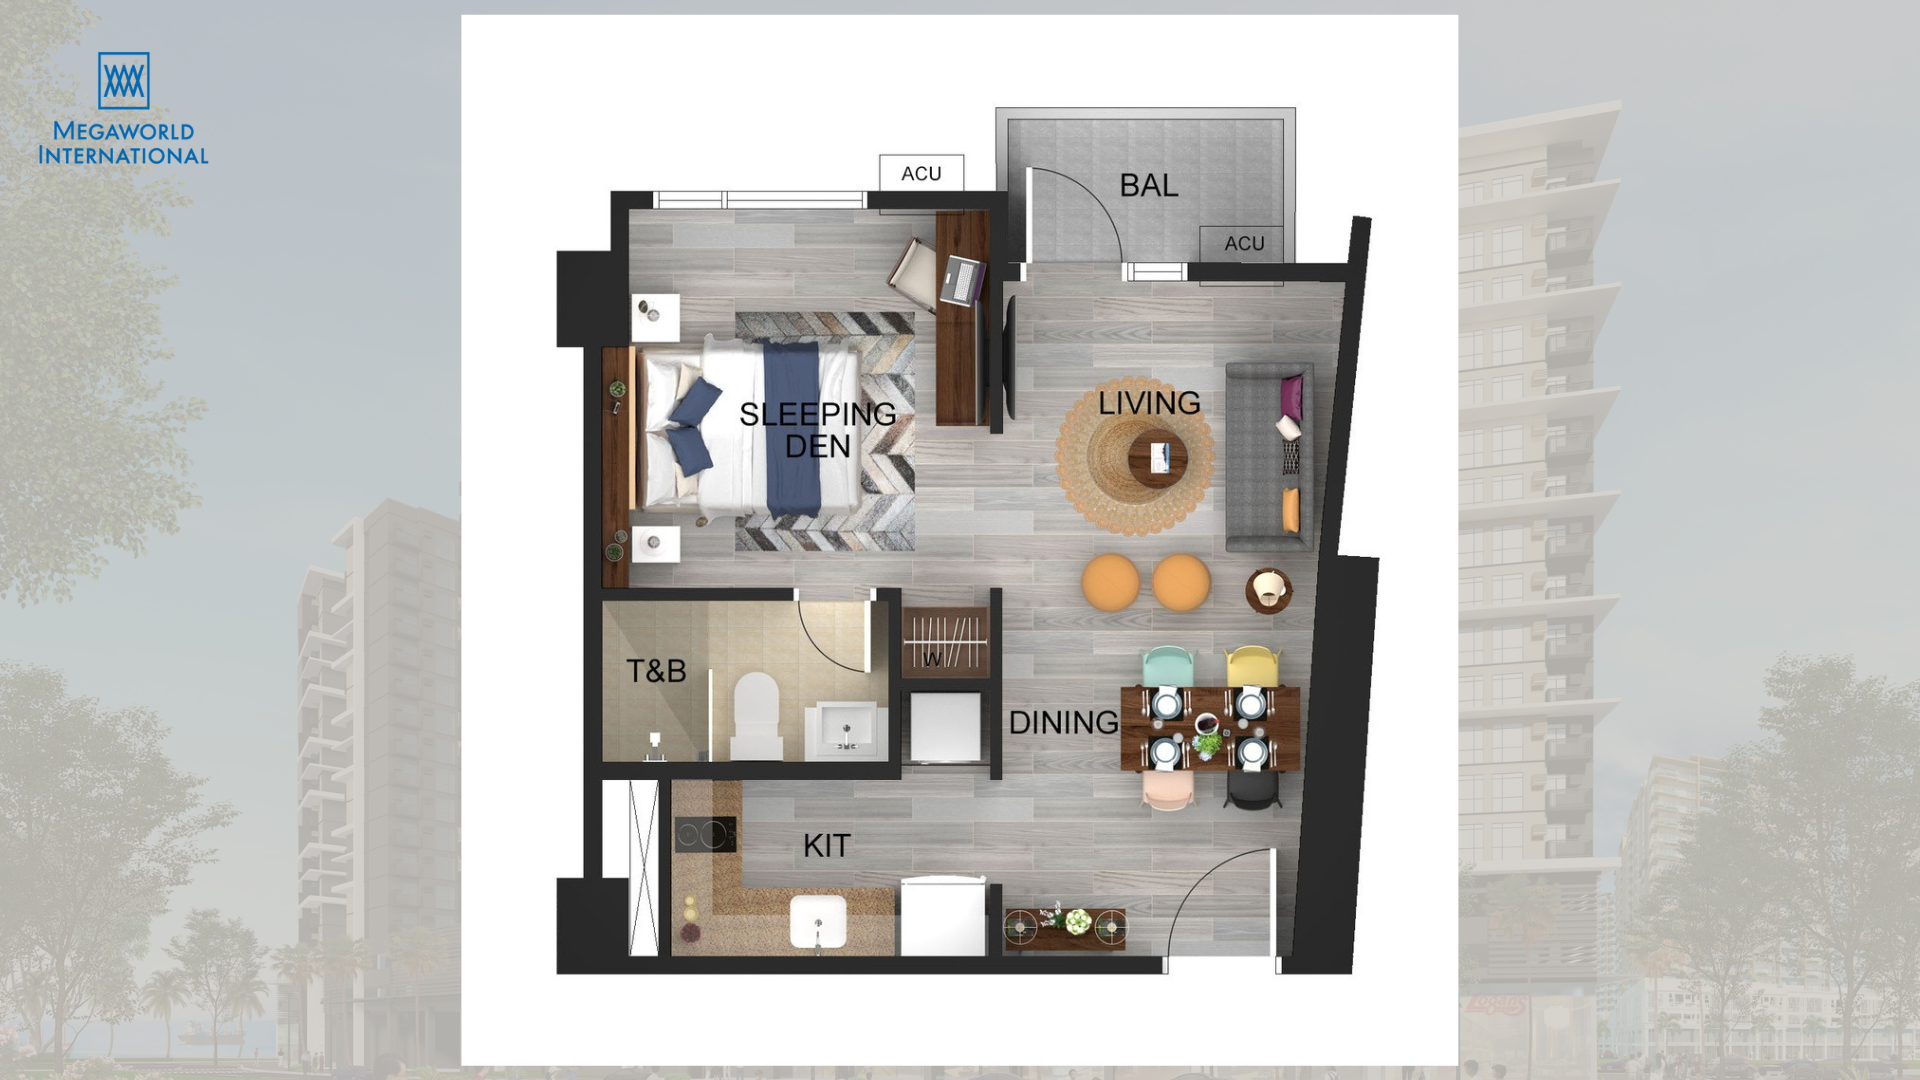 MEGAWORLD
INTERNATIONAL
ACU
BAL
ACU
LIVING
SLEEPING
DEN
T&B
W
DINING
KIT